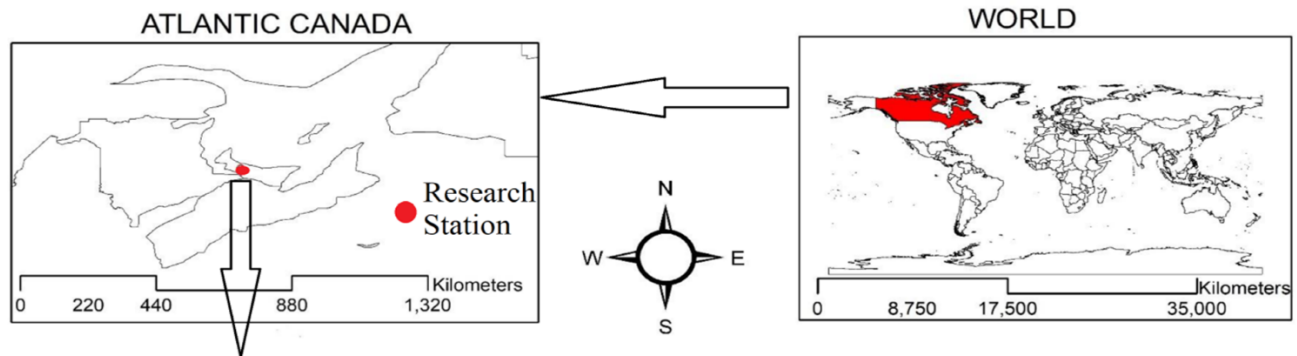 ATLANTIC CANADA
Research
Station
Kilometers
0 220 440 880 1,320
N
W E
S
WORLD
Kilometers
0 8,750 17,500 35,000